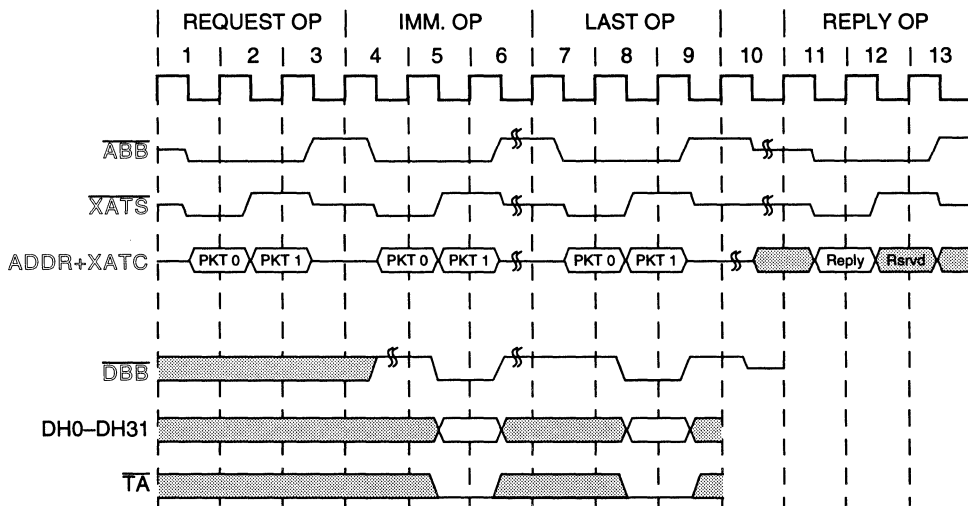 REQUEST OP IMM. OP LAST OP REPLY OP
1 2 3 4 5 6 7 8 9 10 11 12 13
ABB
XATS
ADDR+XATC PKT 0 PKT 1 PKT 0 PKT 1 PKT 0 PKT 1 Reply Rsrvd
DBB
DH0–DH31
TA